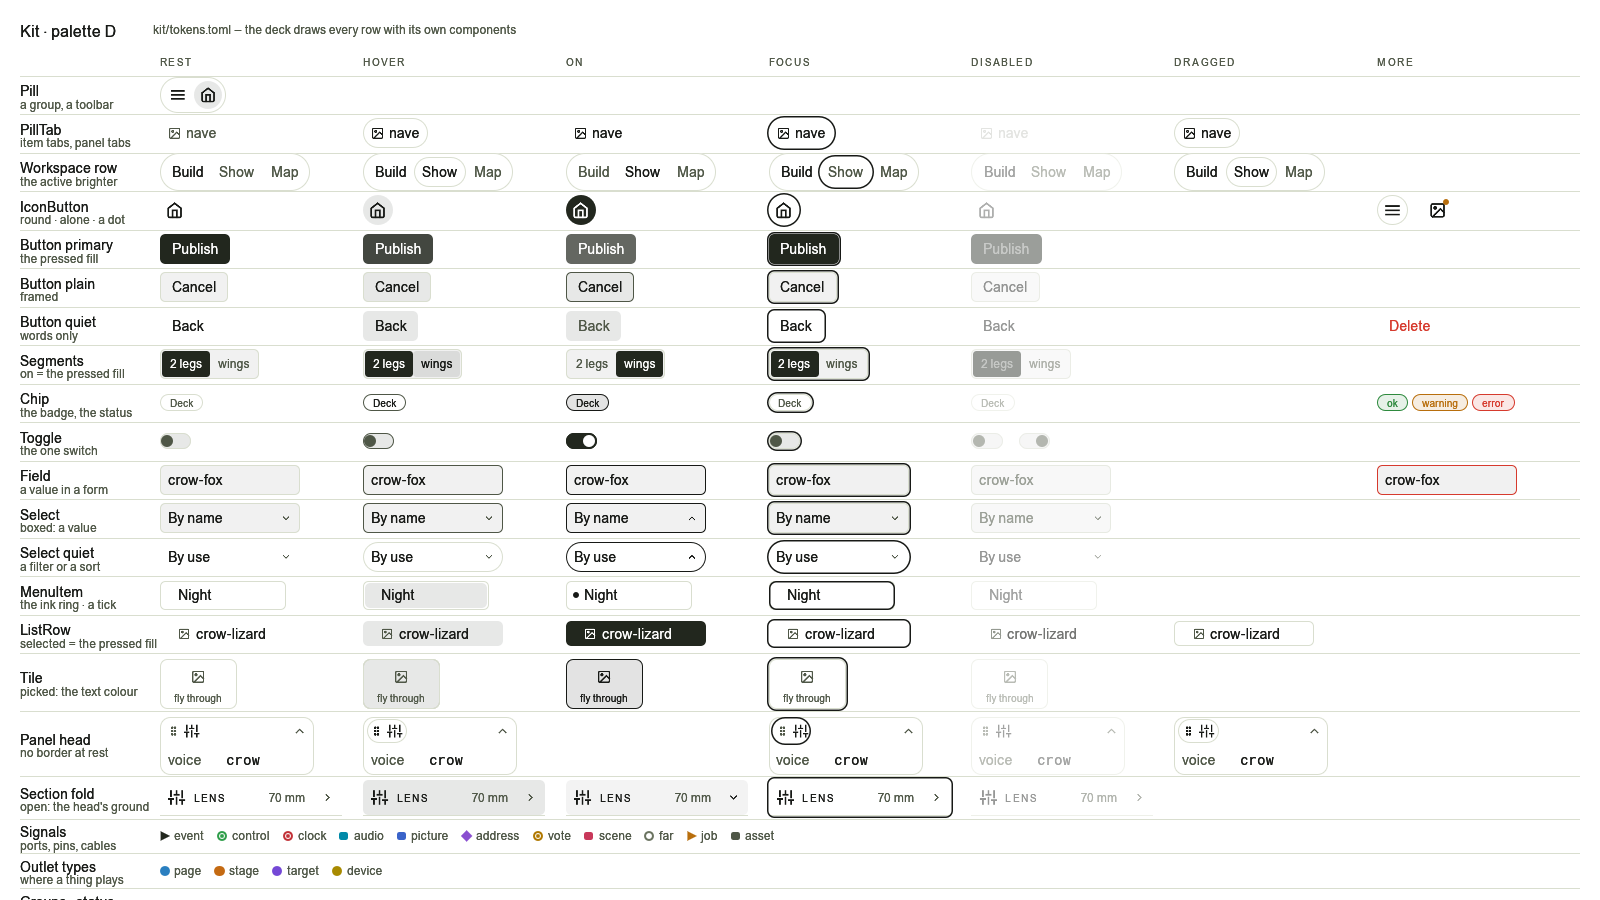 Kit · palette D
kit/tokens.toml – the deck draws every row with its own components
REST HOVER ON FOCUS DISABLED DRAGGED MORE
Pill
a group, a toolbar
PillTab
item tabs, panel tabs
nave nave nave nave nave nave
Workspace row
the active brighter
Build Show Map Build Show Map Build Show Map Build Show Map Build Show Map Build Show Map
IconButton
round · alone · a dot
Button primary
the pressed fill
Publish Publish Publish Publish Publish
Button plain
framed
Cancel Cancel Cancel Cancel Cancel
Button quiet
words only
Back Back Back Back Back Delete
Segments
on = the pressed fill
2 legs wings 2 legs wings 2 legs wings 2 legs wings 2 legs wings
Chip
the badge, the status
Deck Deck Deck Deck Deck ok warning error
Toggle
the one switch
Field
a value in a form
crow-fox crow-fox crow-fox crow-fox crow-fox crow-fox
Select
boxed: a value
By name By name By name By name By name
Select quiet
a filter or a sort
By use By use By use By use By use
MenuItem
the ink ring · a tick
Night Night Night Night Night
ListRow
selected = the pressed fill
crow-lizard crow-lizard crow-lizard crow-lizard crow-lizard crow-lizard
Tile
picked: the text colour
fly through fly through fly through fly through fly through
Panel head
no border at rest
voice crow voice crow voice crow voice crow voice crow
Section fold
open: the head's ground
LENS 70 mm LENS 70 mm LENS 70 mm LENS 70 mm LENS 70 mm
Signals
ports, pins, cables
event control clock audio picture address vote scene far job asset
Outlet types
where a thing plays
page stage target device